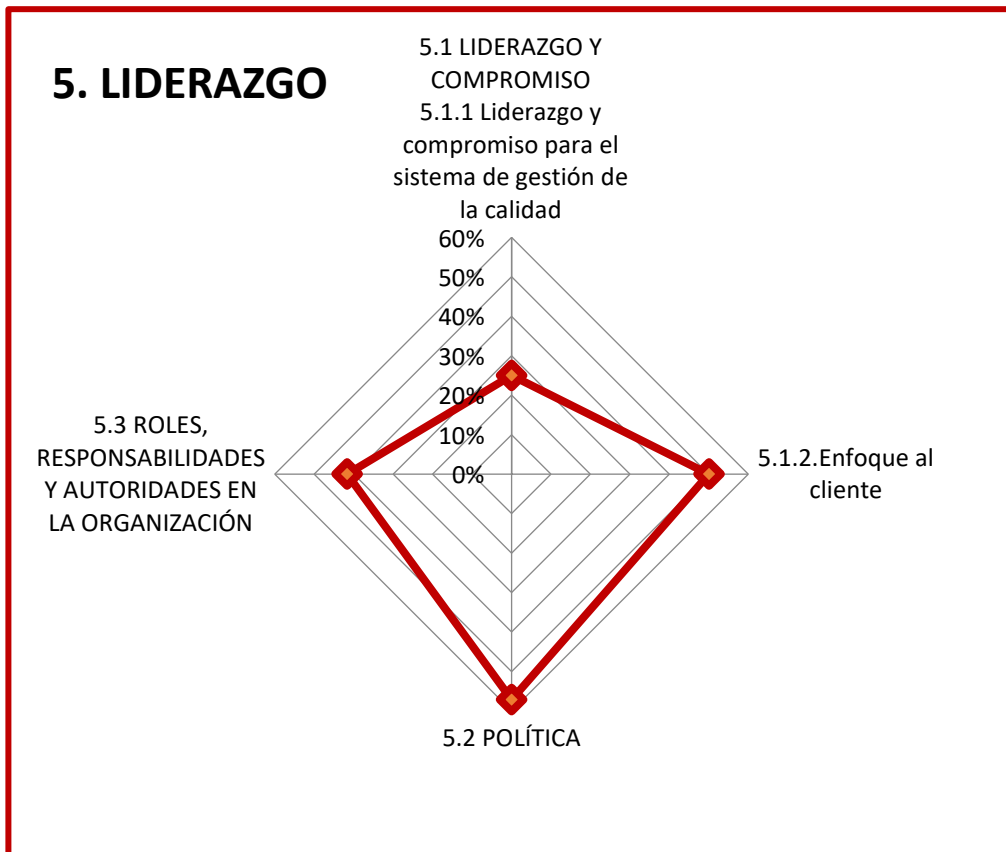 5. LIDERAZGO
5.1 LIDERAZGO Y
COMPROMISO
5.1.1 Liderazgo y
compromiso para el
sistema de gestión de
la calidad
60%
50%
40%
30%
20%
10%
0%
5.1.2.Enfoque al
cliente
5.3 ROLES,
RESPONSABILIDADES
Y AUTORIDADES EN
LA ORGANIZACIÓN
5.2 POLÍTICA